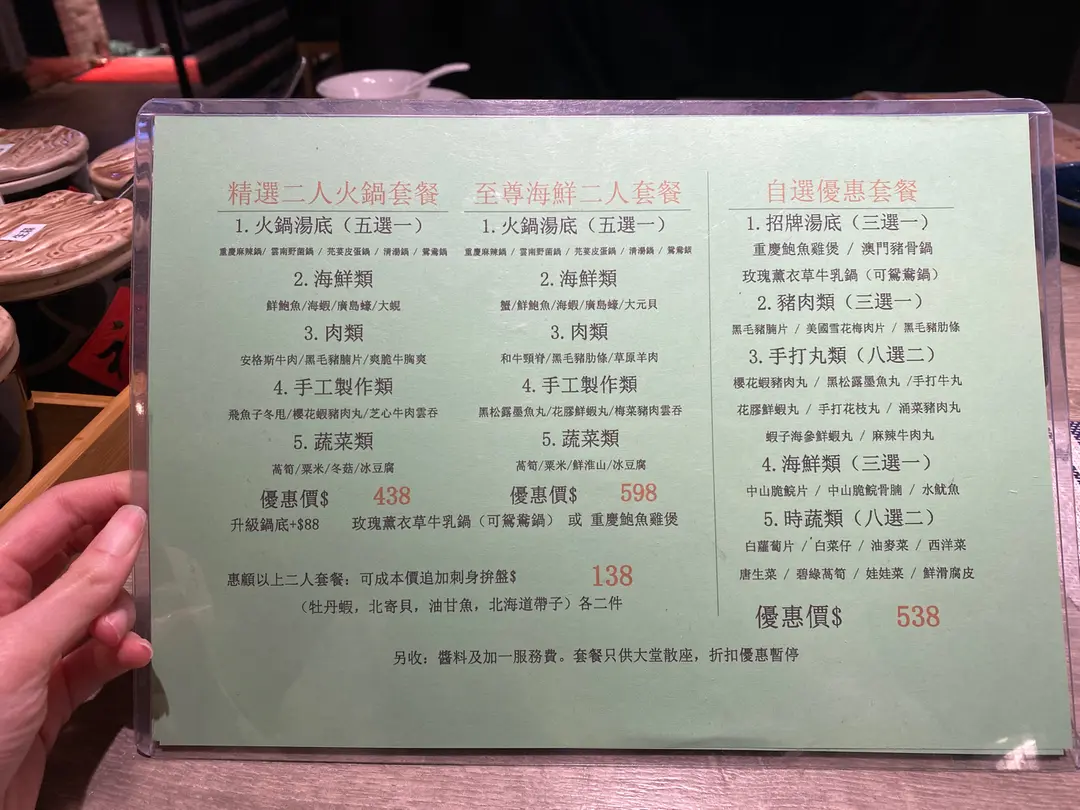 精選二人火鍋套餐
1.火鍋湯底（五選一）
重慶麻辣鍋 / 雲南野菌鍋 / 芫荽皮蛋鍋 / 清湯鍋 / 鴛鴦鍋
2.海鮮類
鮮鮑魚/海蝦/廣島蠔/大蜆
3.肉類
安格斯牛肉/黑毛豬腩片/爽脆牛胸爽
4.手工製作類
飛魚子冬甩/櫻花蝦豬肉丸/芝心牛肉雲吞
5.蔬菜類
萵筍/粟米/冬菇/冰豆腐
優惠價$ 438
至尊海鮮二人套餐
1.火鍋湯底（五選一）
重慶麻辣鍋 / 雲南野菌鍋 / 芫荽皮蛋鍋 / 清湯鍋 / 鴛鴦鍋
2.海鮮類
蟹/鮮鮑魚/海蝦/廣島蠔/大元貝
3.肉類
和牛頸脊/黑毛豬肋條/草原羊肉
4.手工製作類
黑松露墨魚丸/花膠鮮蝦丸/梅菜豬肉雲吞
5.蔬菜類
萵筍/粟米/鮮淮山/冰豆腐
優惠價$ 598
升級鍋底+$88 玫瑰薰衣草牛乳鍋（可鴛鴦鍋） 或 重慶鮑魚雞煲
惠顧以上二人套餐：可成本價追加刺身拚盤$ 138
（牡丹蝦，北寄貝，油甘魚，北海道帶子）各二件
自選優惠套餐
1.招牌湯底（三選一）
重慶鮑魚雞煲 / 澳門豬骨鍋
玫瑰薰衣草牛乳鍋（可鴛鴦鍋）
2.豬肉類（三選一）
黑毛豬腩片 / 美國雪花梅肉片 / 黑毛豬肋條
3.手打丸類（八選二）
櫻花蝦豬肉丸 / 黑松露墨魚丸 /手打牛丸
花膠鮮蝦丸 / 手打花枝丸 / 涌菜豬肉丸
蝦子海參鮮蝦丸 / 麻辣牛肉丸
4.海鮮類（三選一）
中山脆鯇片 / 中山脆鯇骨腩 / 水魷魚
5.時蔬類（八選二）
白蘿蔔片 / 白菜仔 / 油麥菜 / 西洋菜
唐生菜 / 碧綠萵筍 / 娃娃菜 / 鮮滑腐皮
優惠價$ 538
另收：醬料及加一服務費。套餐只供大堂散座，折扣優惠暫停